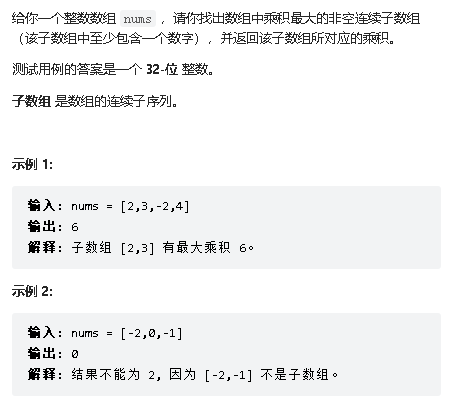 给你一个整数数组 nums ，请你找出数组中乘积最大的非空连续子数组
（该子数组中至少包含一个数字），并返回该子数组所对应的乘积。
测试用例的答案是一个 32-位 整数。
子数组 是数组的连续子序列。
示例 1:
输入: nums = [2,3,-2,4]
输出: 6
解释: 子数组 [2,3] 有最大乘积 6。
示例 2:
输入: nums = [-2,0,-1]
输出: 0
解释: 结果不能为 2, 因为 [-2,-1] 不是子数组。